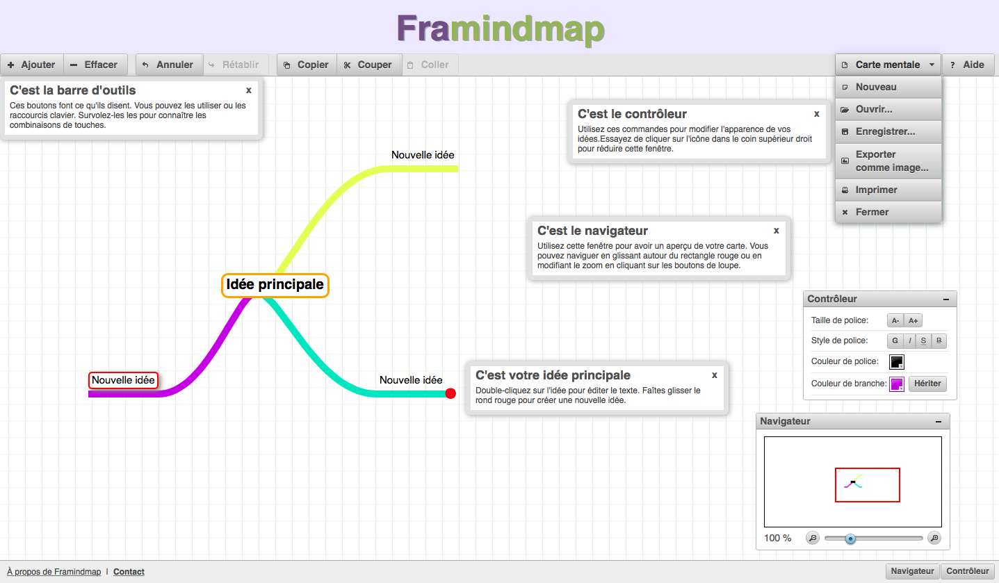 Framindmap
Ajouter
Effacer
Annuler
Rétablir
Copier
Couper
Coller
Carte mentale
? Aide
Nouveau
Ouvrir...
Enregistrer...
Exporter
comme image...
Imprimer
Fermer
C'est la barre d'outils x
Ces boutons font ce qu'ils disent. Vous pouvez les utiliser ou les
raccourcis clavier. Survolez-les les pour connaître les
combinaisons de touches.
C'est le contrôleur x
Utilisez ces commandes pour modifier l'apparence de vos
idées.Essayez de cliquer sur l'icône dans le coin supérieur droit
pour réduire cette fenêtre.
Nouvelle idée
C'est le navigateur x
Utilisez cette fenêtre pour avoir un aperçu de votre carte. Vous
pouvez naviguer en glissant autour du rectangle rouge ou en
modifiant le zoom en cliquant sur les boutons de loupe.
Idée principale
Nouvelle idée
Nouvelle idée
C'est votre idée principale x
Double-cliquez sur l'idée pour éditer le texte. Faîtes glisser le
rond rouge pour créer une nouvelle idée.
Contrôleur
Taille de police: A- A+
Style de police: G I S B
Couleur de police:
Couleur de branche: Hériter
Navigateur
100 %
À propos de Framindmap | Contact
Navigateur
Contrôleur